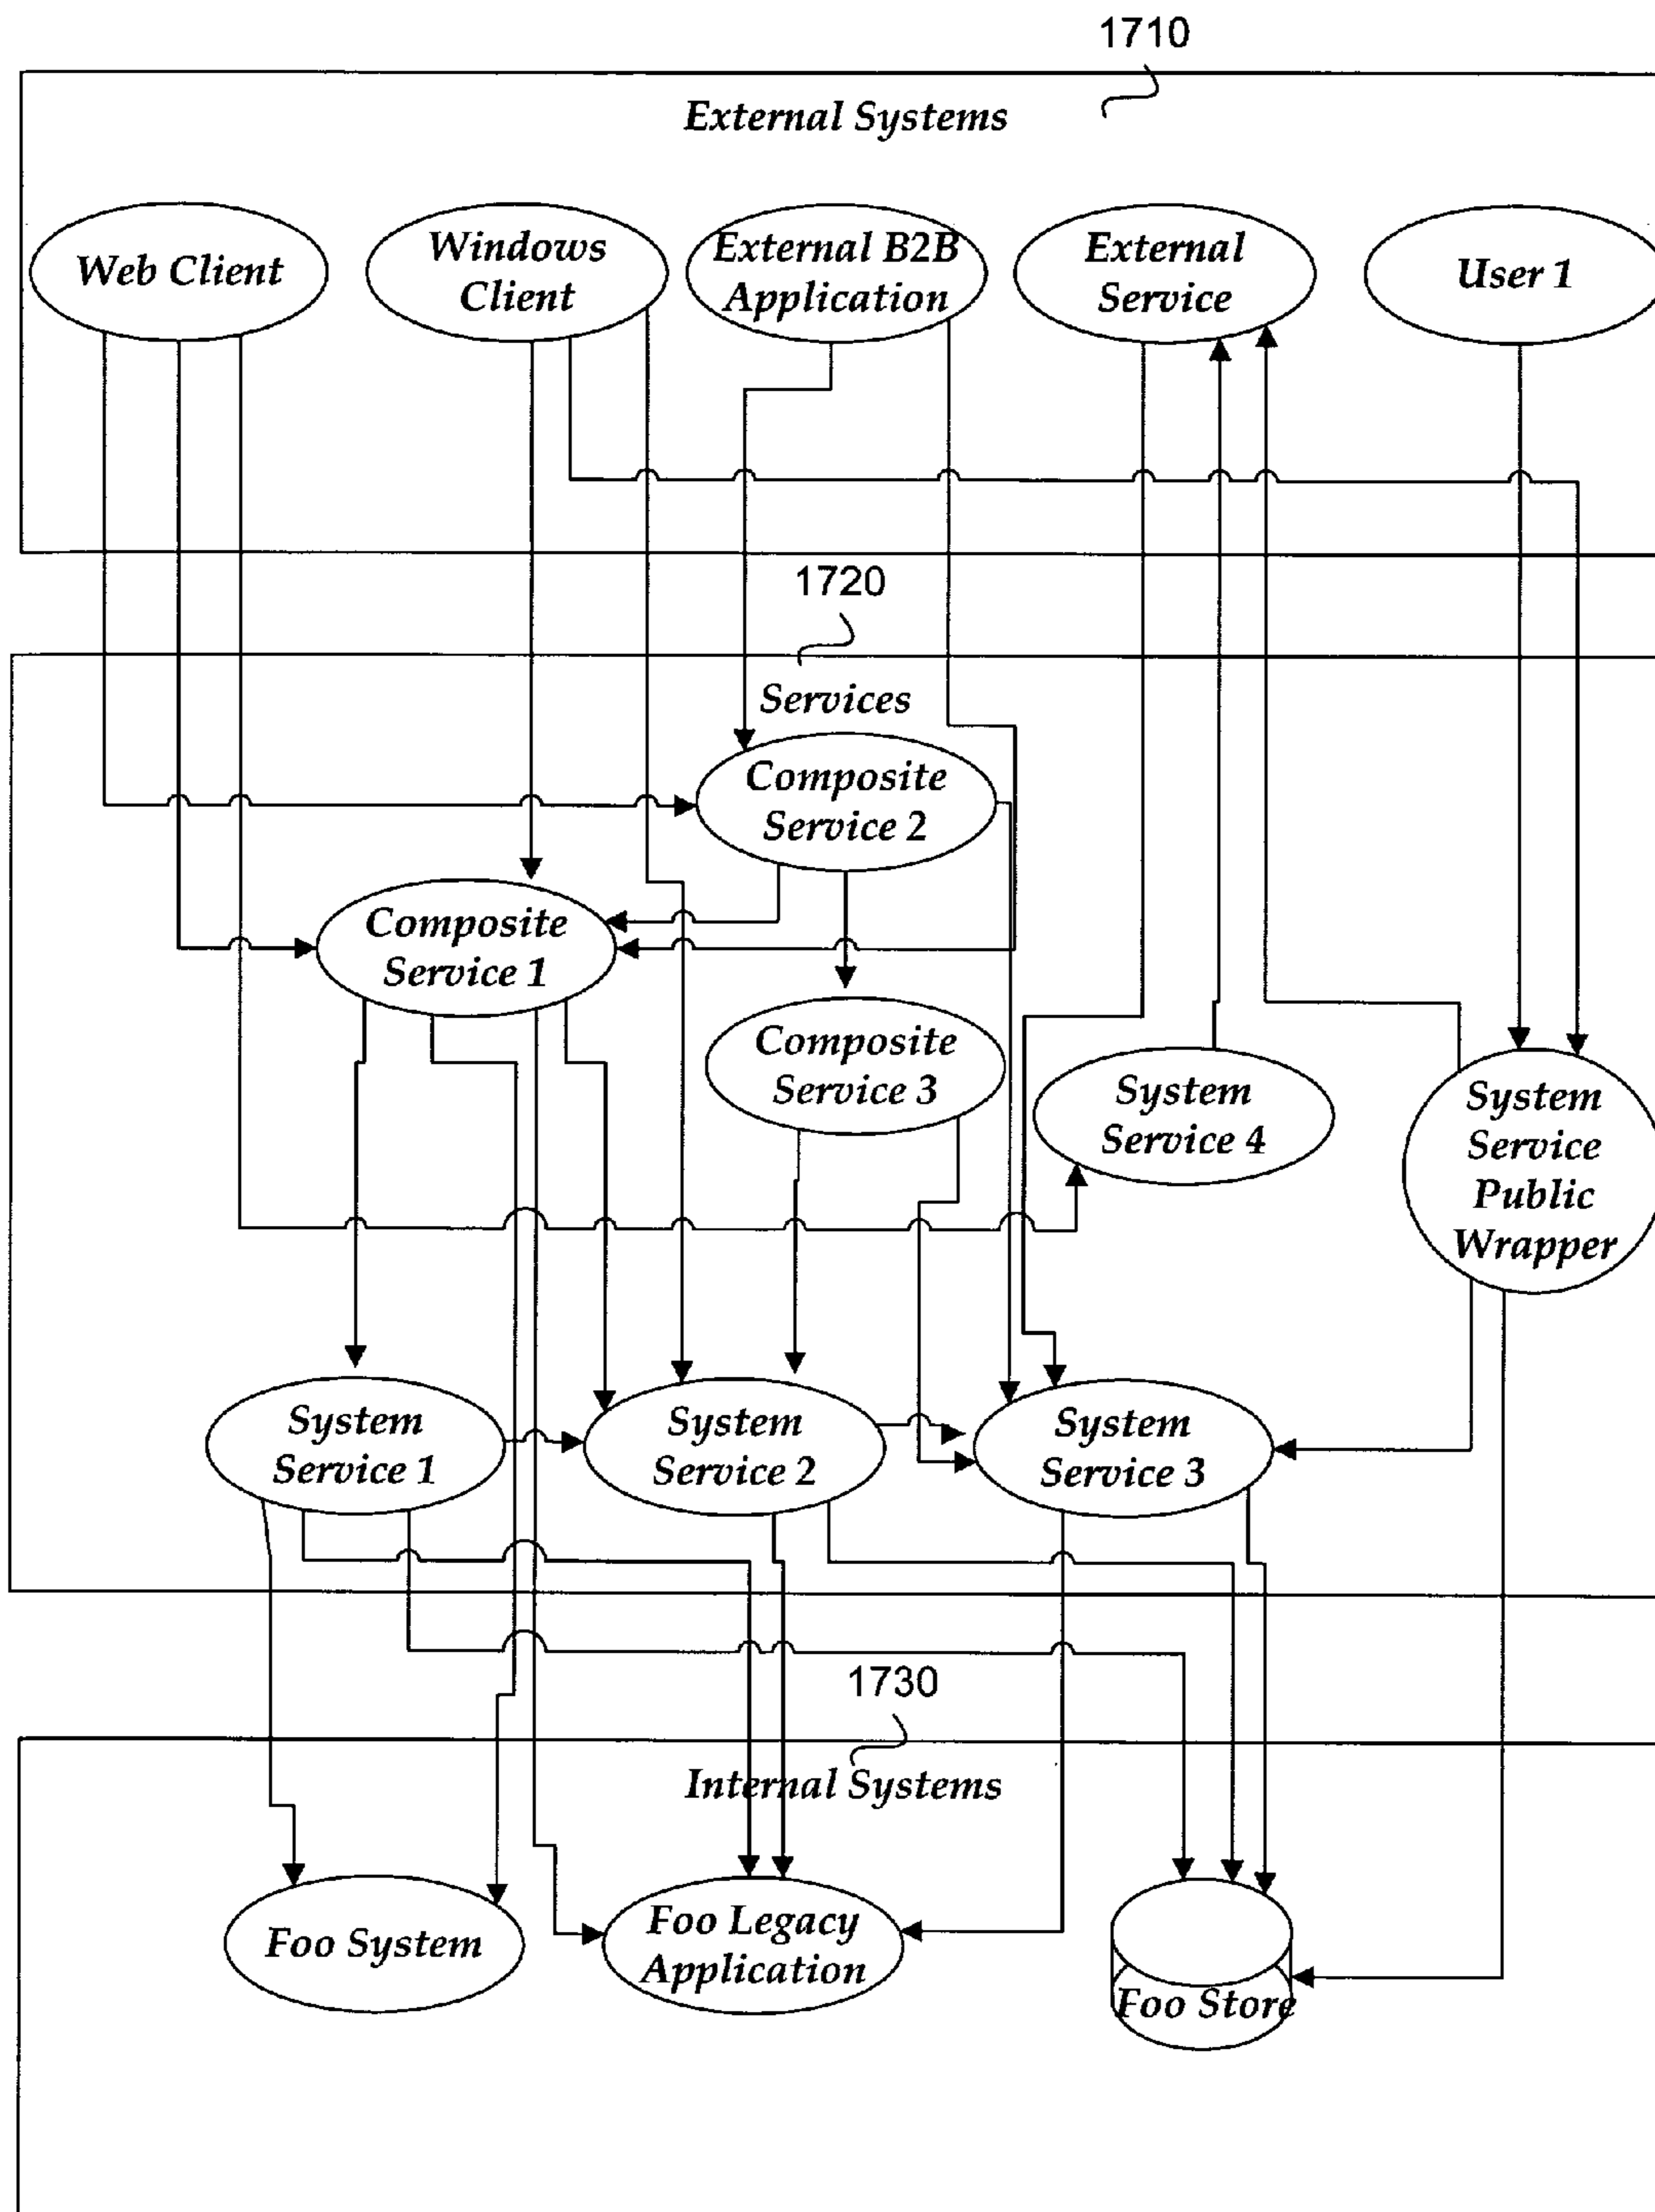 1710
External Systems
Web Client
Windows
Client
External B2B
Application
External
Service
User 1
1720
Services
Composite
Service 2
Composite
Service 1
Composite
Service 3
System
Service 4
System
Service
Public
Wrapper
System
Service 1
System
Service 2
System
Service 3
1730
Internal Systems
Foo System
Foo Legacy
Application
Foo Store